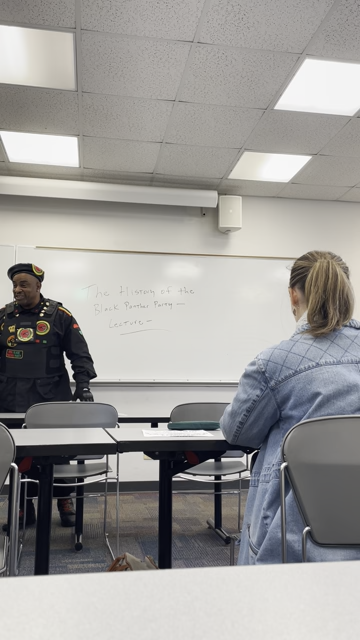 The History of the
Black Panther Party —
Lecture —